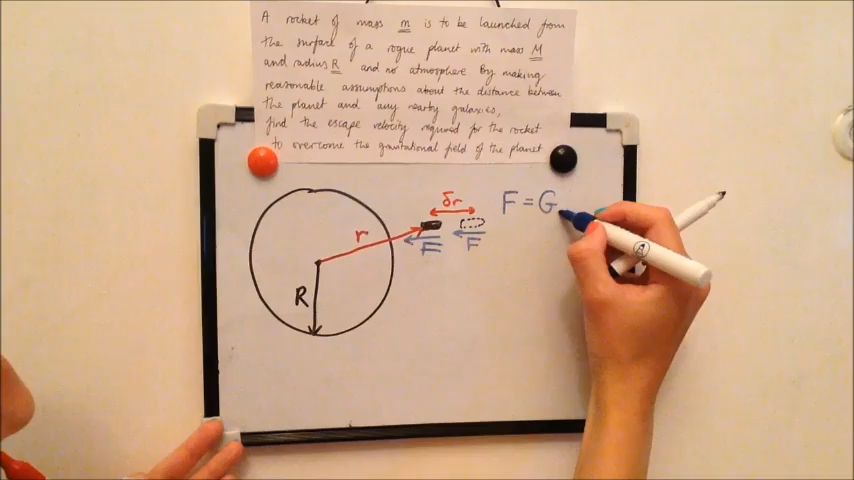 A rocket of mass m is to be launched from
the surface of a rogue planet with mass M
and radius R and no atmosphere By making
reasonable assumptions about the distance between
the planet and any nearby galaxies,
find the escape velocity required for the rocket
to overcome the gravitational field of the planet
δr
F = G
r
F
F
R